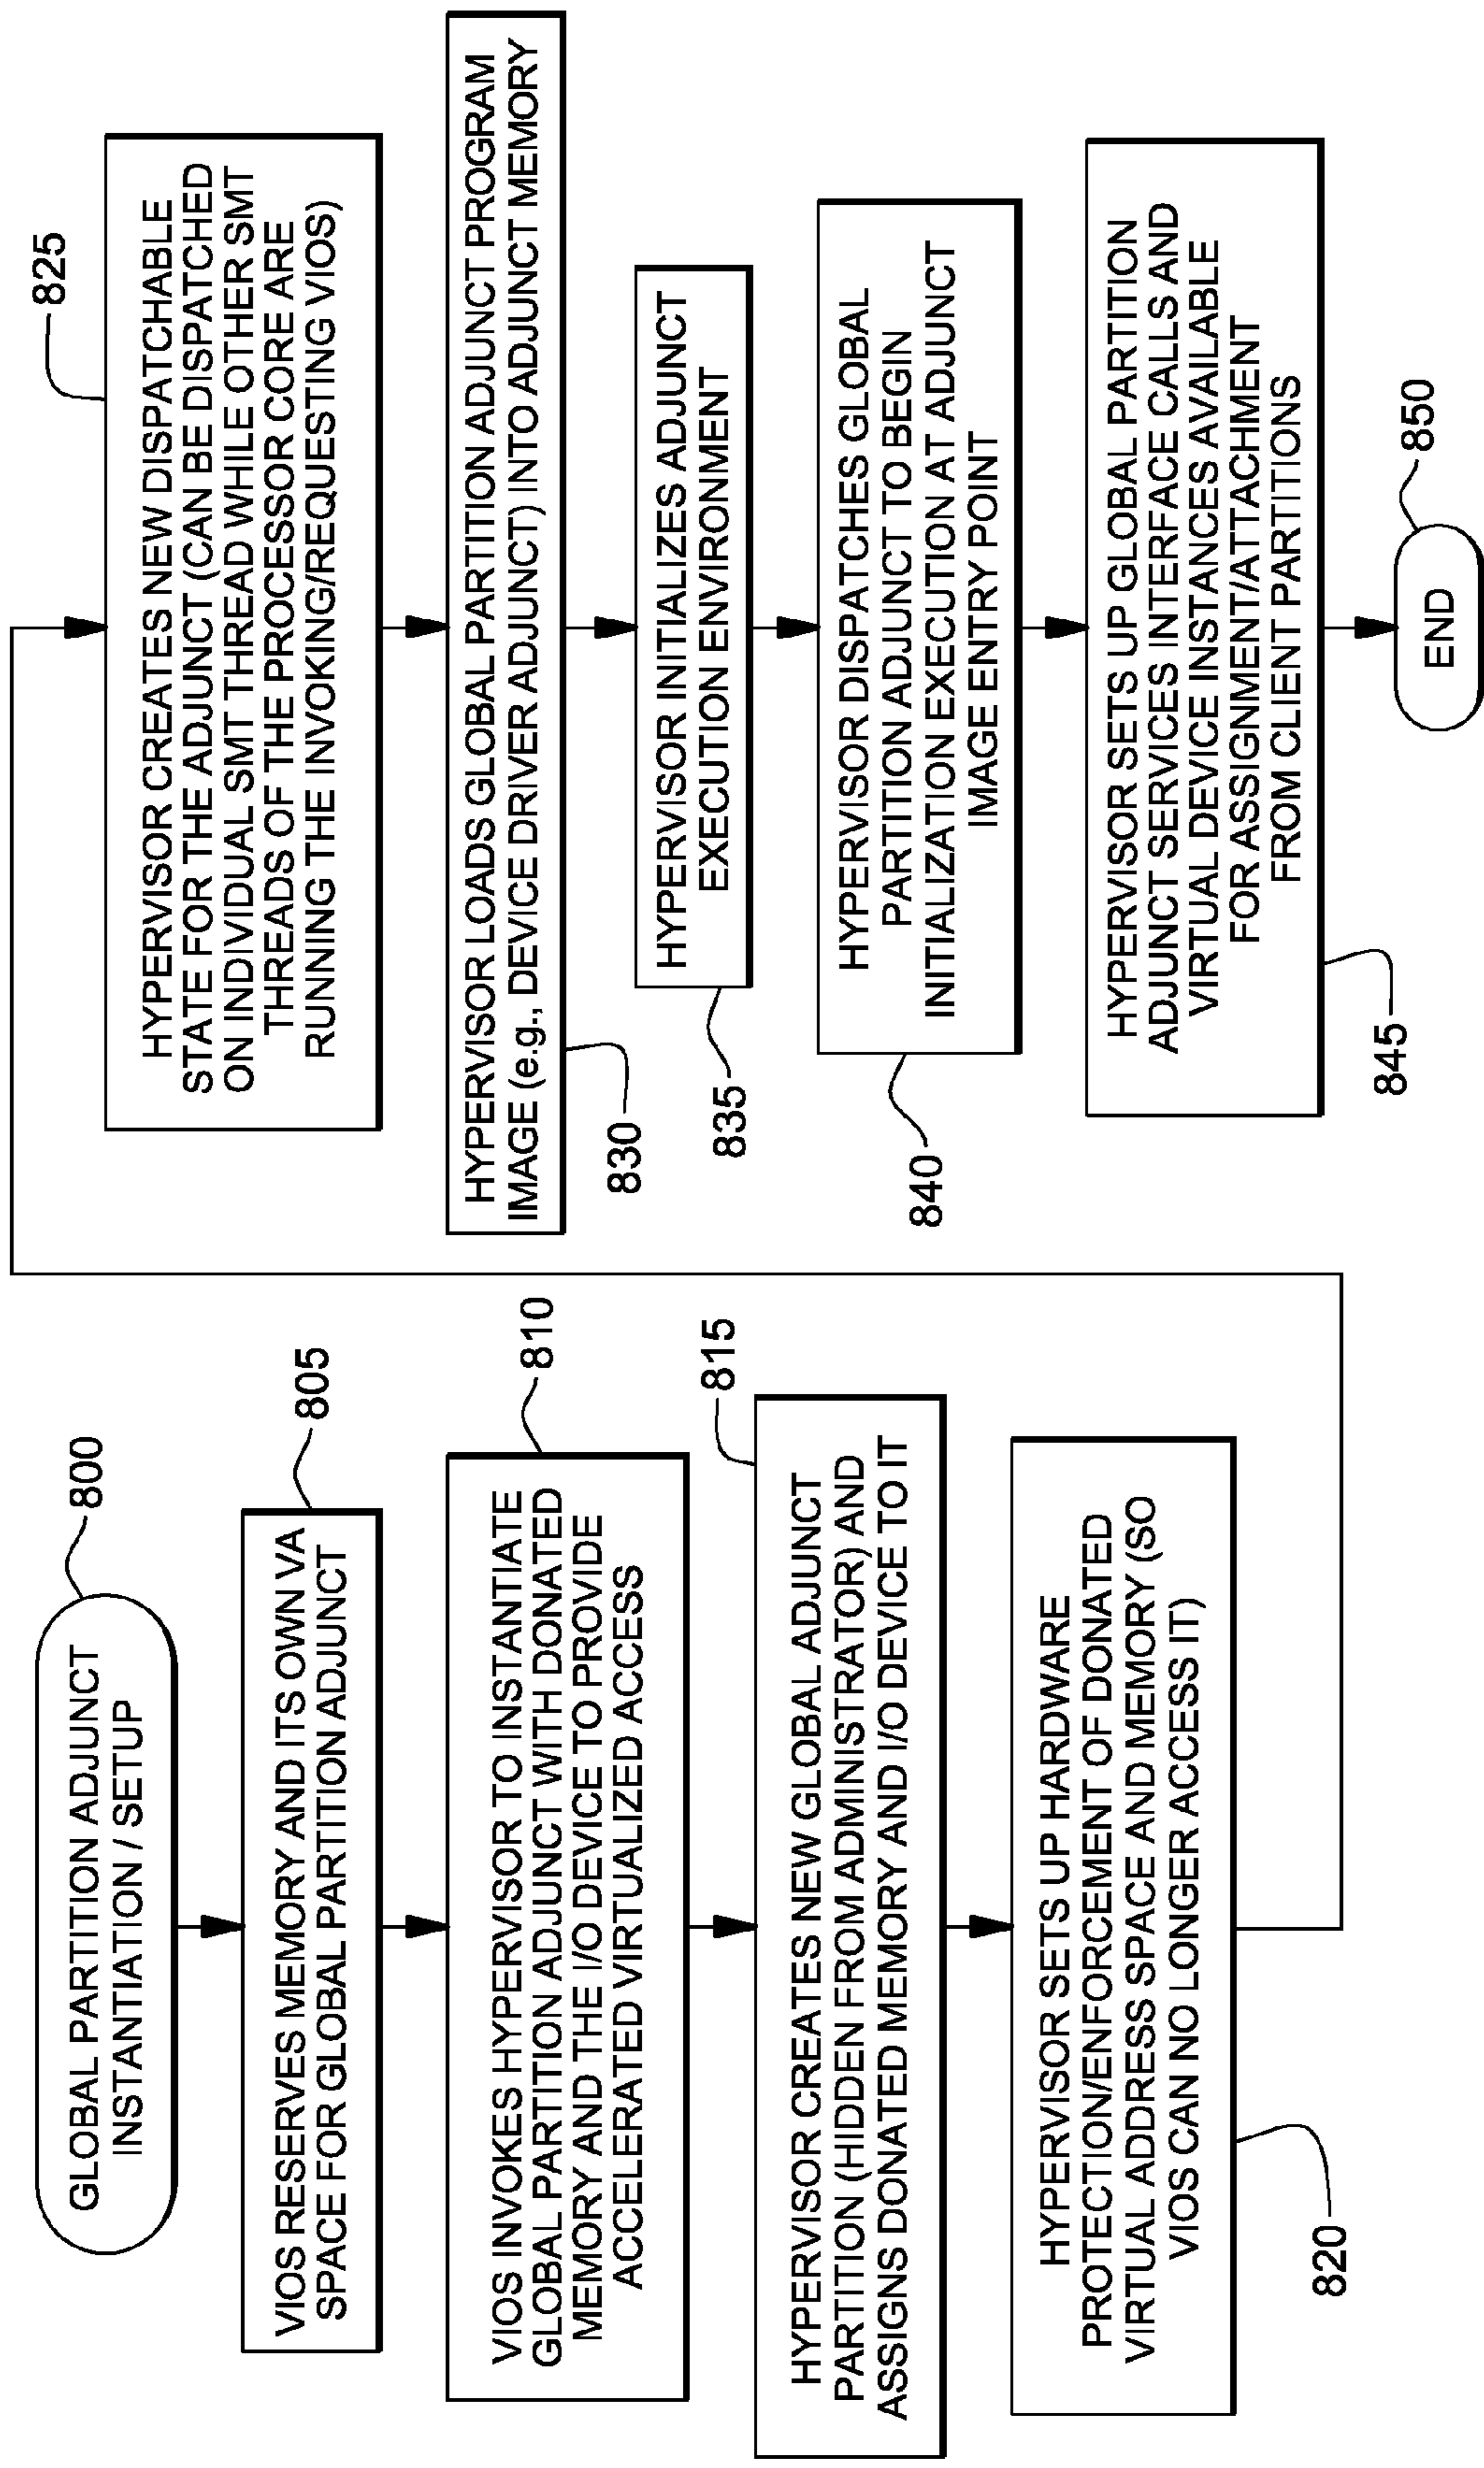 GLOBAL PARTITION ADJUNCT
INSTANTIATION / SETUP
800
VIOS RESERVES MEMORY AND ITS OWN VA
SPACE FOR GLOBAL PARTITION ADJUNCT
805
VIOS INVOKES HYPERVISOR TO INSTANTIATE
GLOBAL PARTITION ADJUNCT WITH DONATED
MEMORY AND THE I/O DEVICE TO PROVIDE
ACCELERATED VIRTUALIZED ACCESS
810
HYPERVISOR CREATES NEW GLOBAL ADJUNCT
PARTITION (HIDDEN FROM ADMINISTRATOR) AND
ASSIGNS DONATED MEMORY AND I/O DEVICE TO IT
815
HYPERVISOR SETS UP HARDWARE
PROTECTION/ENFORCEMENT OF DONATED
VIRTUAL ADDRESS SPACE AND MEMORY (SO
VIOS CAN NO LONGER ACCESS IT)
820
HYPERVISOR CREATES NEW DISPATCHABLE
STATE FOR THE ADJUNCT (CAN BE DISPATCHED
ON INDIVIDUAL SMT THREAD WHILE OTHER SMT
THREADS OF THE PROCESSOR CORE ARE
RUNNING THE INVOKING/REQUESTING VIOS)
825
HYPERVISOR LOADS GLOBAL PARTITION ADJUNCT PROGRAM
IMAGE (e.g., DEVICE DRIVER ADJUNCT) INTO ADJUNCT MEMORY
830
HYPERVISOR INITIALIZES ADJUNCT
EXECUTION ENVIRONMENT
835
HYPERVISOR DISPATCHES GLOBAL
PARTITION ADJUNCT TO BEGIN
INITIALIZATION EXECUTION AT ADJUNCT
IMAGE ENTRY POINT
840
HYPERVISOR SETS UP GLOBAL PARTITION
ADJUNCT SERVICES INTERFACE CALLS AND
VIRTUAL DEVICE INSTANCES AVAILABLE
FOR ASSIGNMENT/ATTACHMENT
FROM CLIENT PARTITIONS
845
END
850